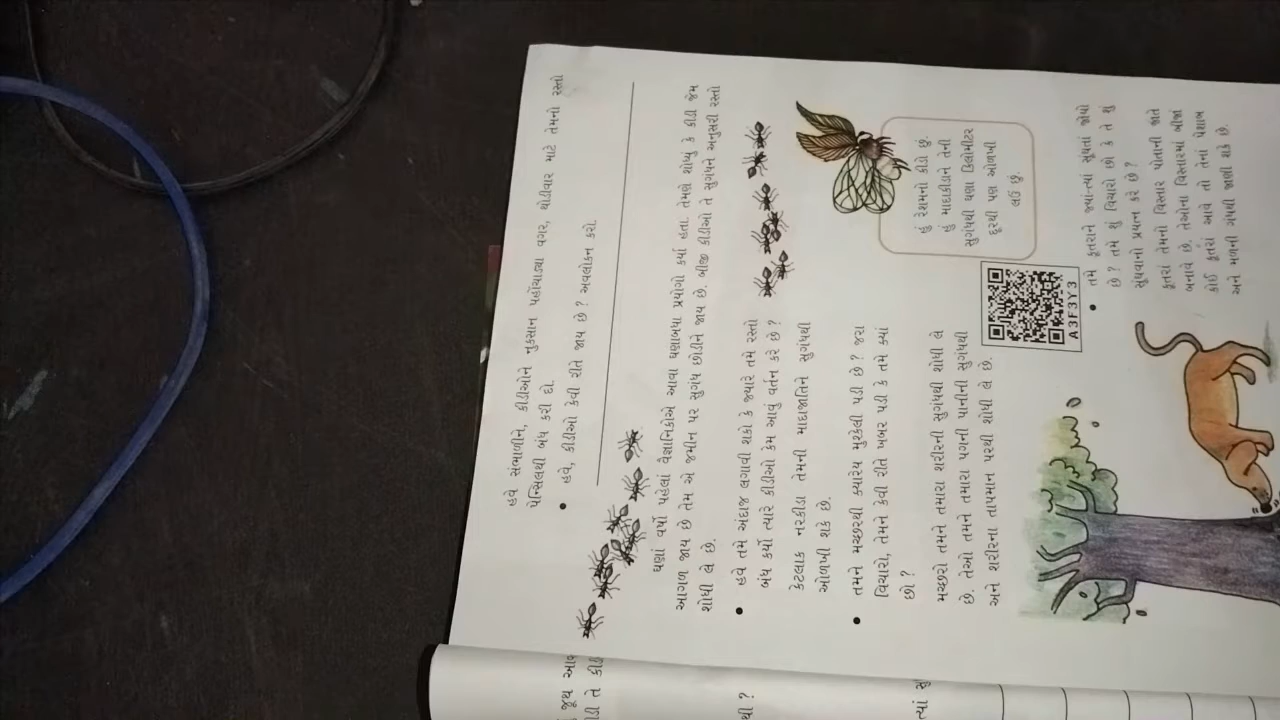 હવે સંભાળીને, કીડીઓને નુકસાન પહોંચાડ્યા વગર, થોડીવાર માટે તેમનો રસ્તો
પેન્સિલથી બંધ કરી દો.
• હવે, કીડીઓ કેવી રીતે જાય છે ? અવલોકન કરો.
ઘણાં વર્ષો પહેલાં વૈજ્ઞાનિકોએ આવા ઘણાબધા પ્રયોગો કર્યા હતા. તેમણે શોધ્યુ કે કીડી જેમ
આગળ જાય છે તેમ એ જમીન પર સુગંધ છોડીને જાય છે. બીજી કીડીઓ તે સુગંધને અનુસરી રસ્તો
શોધી લે છે.
• હવે તમે અંદાજ લગાવી શકો કે જ્યારે તમે રસ્તો
બંધ કર્યો ત્યારે કીડીઓ કેમ આવું વર્તન કરે છે ?
કેટલાક નરકીડા તેમની માદાજાતિને સુગંધથી
ઓળખી શકે છે.
હું રેશમનો કીડો છું.
હું માદાકીડાને તેની
સુગંધથી ઘણા કિલોમીટર
દૂરથી પણ ઓળખી
લઈ છું.
• તમને મચ્છરથી ક્યારેય મુશ્કેલી પડી છે ? જરા
વિચારો, તેમને કેવી રીતે ખબર પડી કે તમે ક્યાં
છો ?
મચ્છરો તમને તમારા શરીરની સુગંધથી શોધી લે
છે. તેઓ તમને તમારા પગની પાનીની સુગંધથી
અને શરીરના તાપમાન પરથી શોધી લે છે.
A3F3Y3
• તમે કૂતરાને જ્યાંત્યાં સૂંઘતાં જોયો
છે ? તમે શું વિચારો છો કે તે શું
સૂંઘવાનો પ્રયત્ન કરે છે ?
કૂતરાં તેમનો વિસ્તાર પોતાની જાતે
બનાવે છે. તેઓના વિસ્તારમાં બીજાં
કોઈ કૂતરાં આવે તો તેનાં પેશાબ
અને મળની ગંધથી જાણી શકે છે.